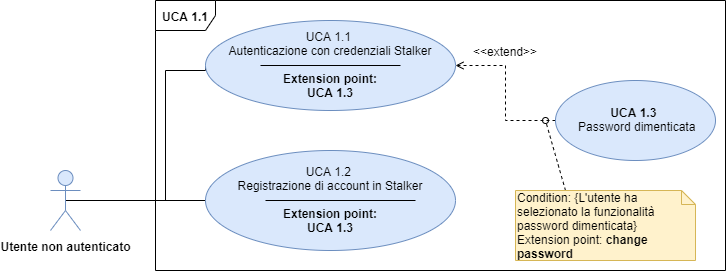 UCA 1.1
UCA 1.1
Autenticazione con credenziali Stalker
Extension point:
UCA 1.3
<<extend>>
UCA 1.3
Password dimenticata
UCA 1.2
Registrazione di account in Stalker
Extension point:
UCA 1.3
Utente non autenticato
Condition: {L'utente ha
selezionato la funzionalità
password dimenticata}
Extension point: change
password